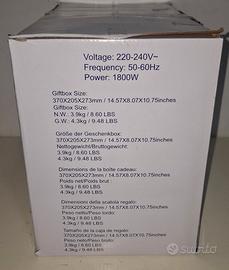 Voltage: 220-240V~
Frequency: 50-60Hz
Power: 1800W
Giftbox Size:
370X205X273mm / 14.57X8.07X10.75inches
N.W.: 3.9kg / 8.60 LBS
G.W.: 4.3kg / 9.48 LBS
Größe der Geschenkbox:
370X205X273mm / 14.57X8.07X10.75inches
Nettogewicht/Bruttogewicht:
3.9kg / 8.60 LBS
4.3kg / 9.48 LBS
Dimensions de la boîte cadeau:
370X205X273mm / 14.57X8.07X10.75inches
Poids net/Poids brut :
3.9kg / 8.60 LBS
4.3kg / 9.48 LBS
Dimensioni della scatola regalo:
370X205X273mm / 14.57X8.07X10.75inches
Peso netto/Peso lordo:
3.9kg / 8.60 LBS
4.3kg / 9.48 LBS
Tamaño de la caja de regalo:
370X205X273mm / 14.57X8.07X10.75inches
Peso neto/Peso bruto:
3.9kg / 8.60 LBS
4.3kg / 9.48 LBS
subito